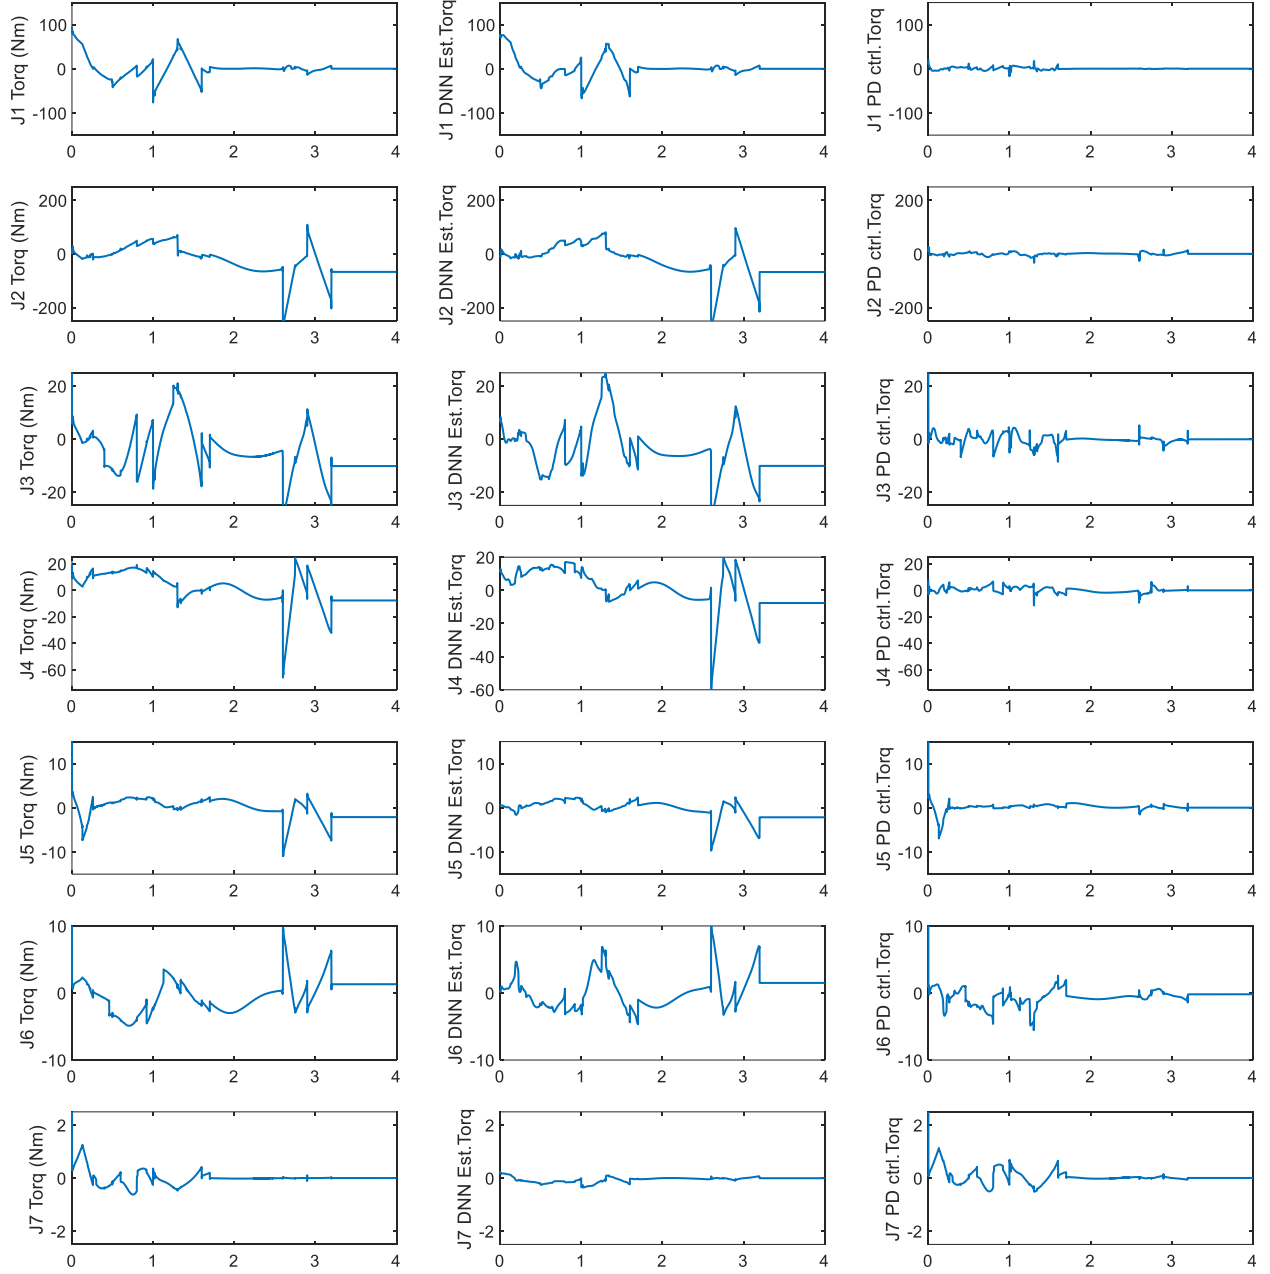 J1 Torq (Nm)
100
0
-100
0 1 2 3 4
J1 DNN Est.Torq
100
0
-100
0 1 2 3 4
J1 PD ctrl.Torq
100
0
-100
0 1 2 3 4
J2 Torq (Nm)
200
0
-200
0 1 2 3 4
J2 DNN Est.Torq
200
0
-200
0 1 2 3 4
J2 PD ctrl.Torq
200
0
-200
0 1 2 3 4
J3 Torq (Nm)
20
0
-20
0 1 2 3 4
J3 DNN Est.Torq
20
0
-20
0 1 2 3 4
J3 PD ctrl.Torq
20
0
-20
0 1 2 3 4
J4 Torq (Nm)
20
0
-20
-40
-60
0 1 2 3 4
J4 DNN Est.Torq
20
0
-20
-40
-60
0 1 2 3 4
J4 PD ctrl.Torq
20
0
-20
-40
-60
0 1 2 3 4
J5 Torq (Nm)
10
0
-10
0 1 2 3 4
J5 DNN Est.Torq
10
0
-10
0 1 2 3 4
J5 PD ctrl.Torq
10
0
-10
0 1 2 3 4
J6 Torq (Nm)
10
0
-10
0 1 2 3 4
J6 DNN Est.Torq
10
0
-10
0 1 2 3 4
J6 PD ctrl.Torq
10
0
-10
0 1 2 3 4
J7 Torq (Nm)
2
0
-2
0 1 2 3 4
J7 DNN Est.Torq
2
0
-2
0 1 2 3 4
J7 PD ctrl.Torq
2
0
-2
0 1 2 3 4